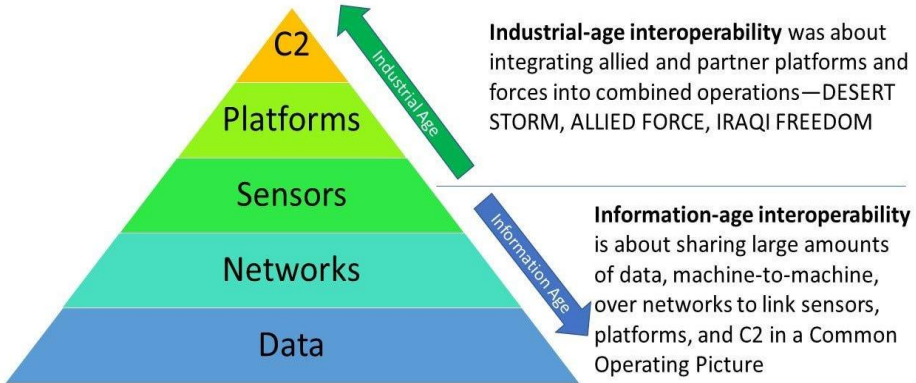 C2
Platforms
Sensors
Networks
Data
Industrial Age
Information Age
Industrial-age interoperability was about
integrating allied and partner platforms and
forces into combined operations—DESERT
STORM, ALLIED FORCE, IRAQI FREEDOM
Information-age interoperability
is about sharing large amounts
of data, machine-to-machine,
over networks to link sensors,
platforms, and C2 in a Common
Operating Picture